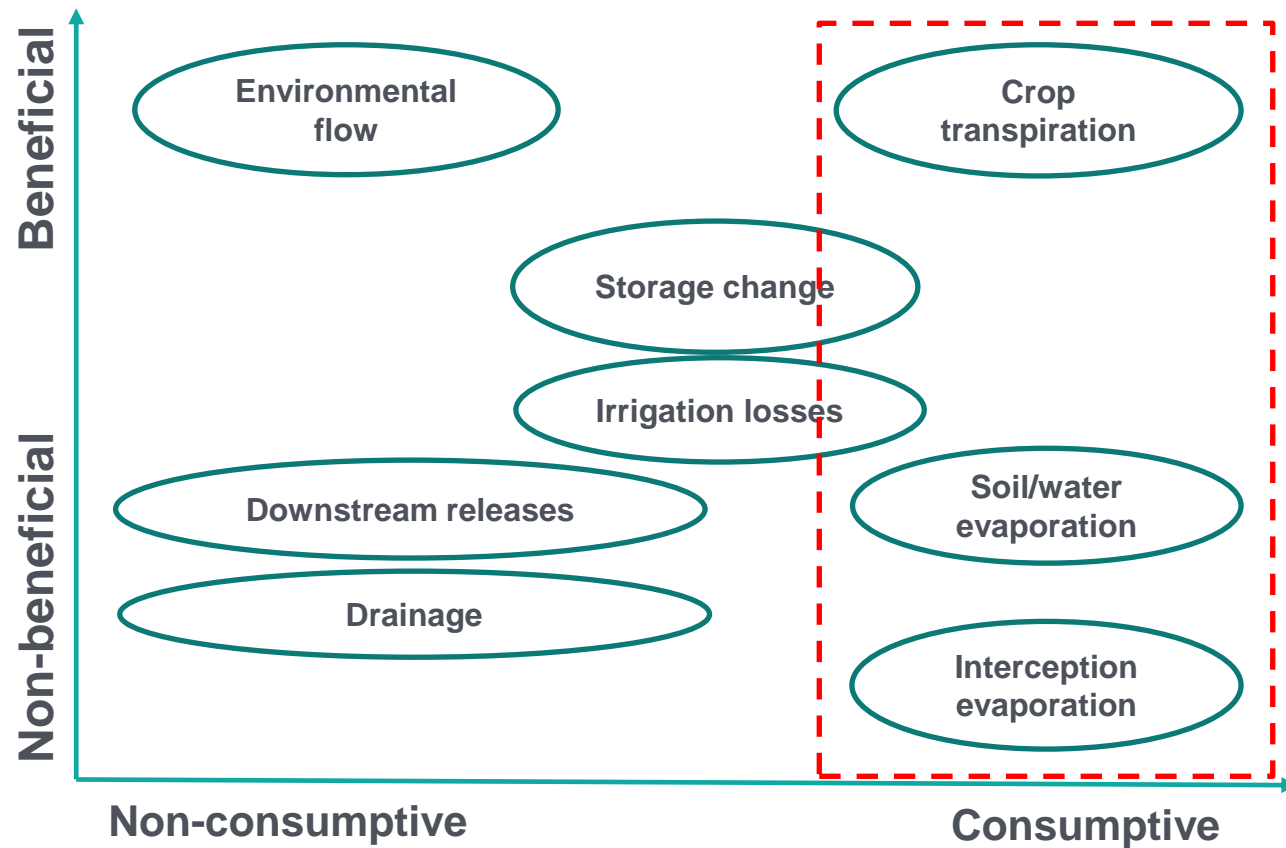 Beneficial
Non-beneficial
Environmental
flow
Crop
transpiration
Storage change
Irrigation losses
Downstream releases
Soil/water
evaporation
Drainage
Interception
evaporation
Non-consumptive
Consumptive